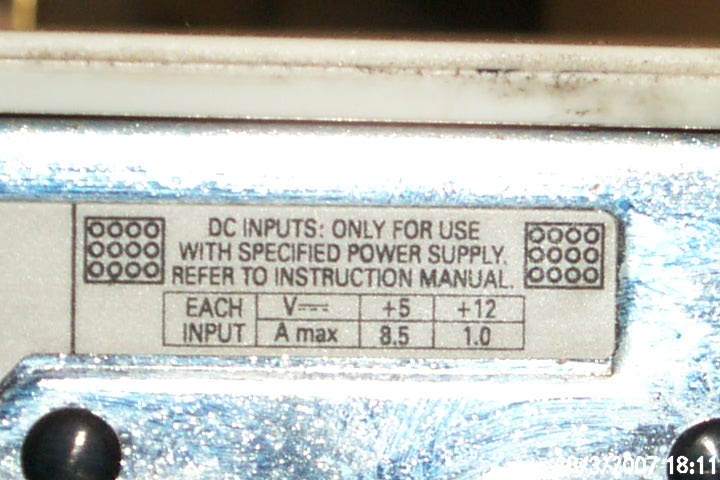 DC INPUTS: ONLY FOR USE
WITH SPECIFIED POWER SUPPLY.
REFER TO INSTRUCTION MANUAL.
EACH INPUT V⎓ +5 +12
A max 8.5 1.0
/2007 18:11